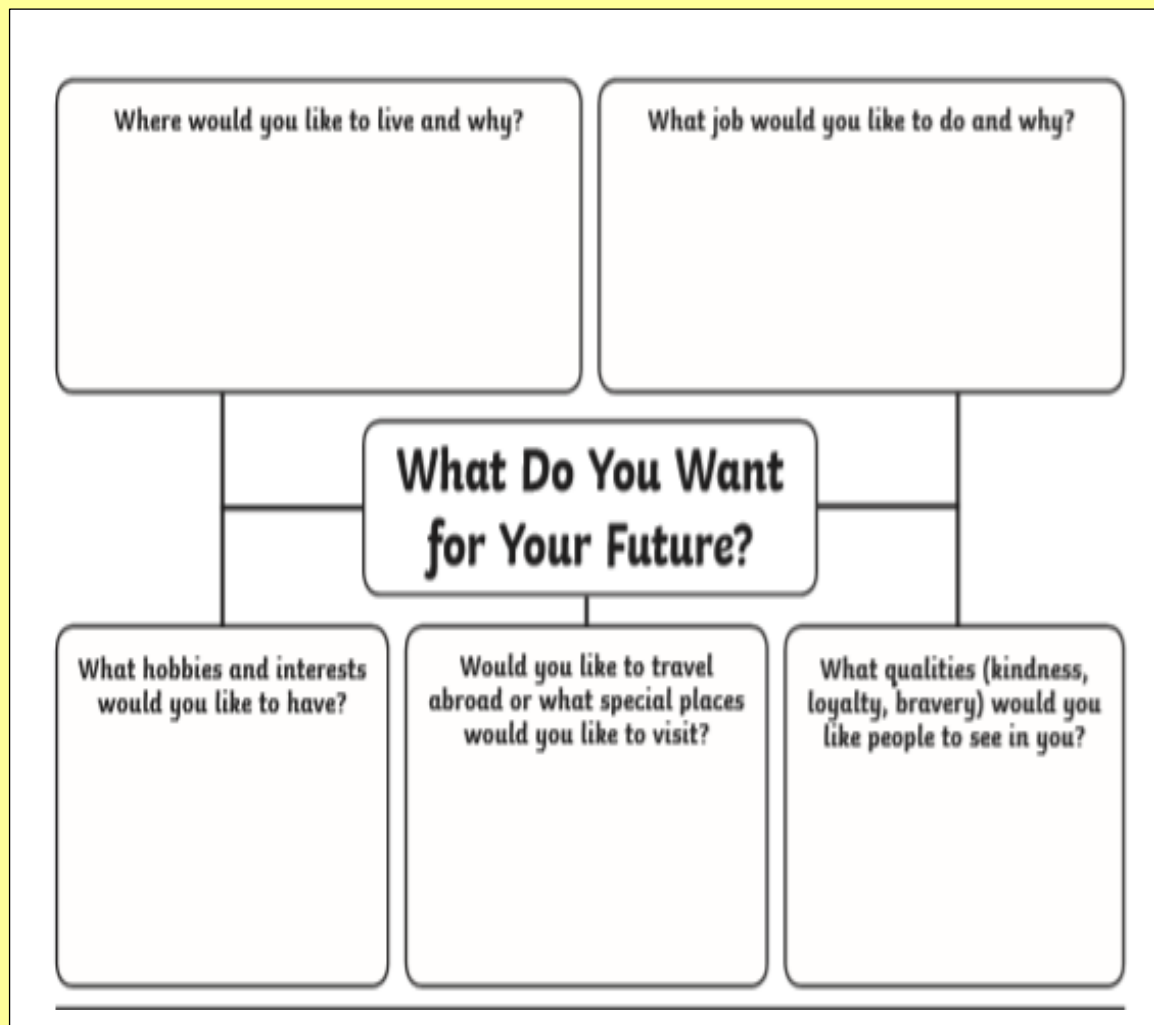 Where would you like to live and why?
What job would you like to do and why?
What Do You Want
for Your Future?
What hobbies and interests
would you like to have?
Would you like to travel
abroad or what special places
would you like to visit?
What qualities (kindness,
loyalty, bravery) would you
like people to see in you?